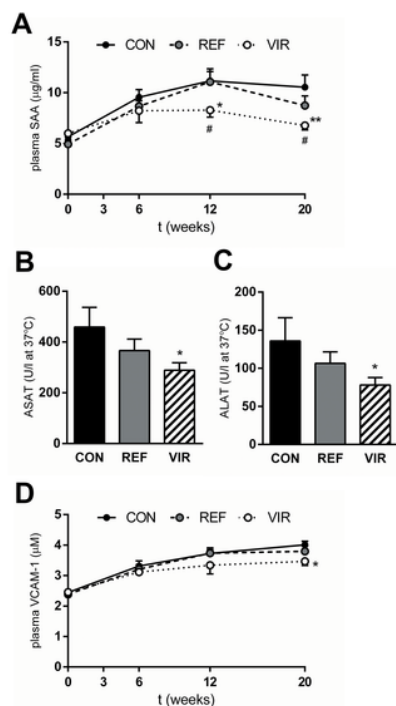 A
CON REF VIR
plasma SAA (µg/ml)
15
10
5
0
*
#
**
#
0 3 6 12 20
t (weeks)
B
ASAT (U/l at 37°C)
600
400
200
0
*
CON REF VIR
C
ALAT (U/l at 37°C)
200
150
100
50
0
*
CON REF VIR
D
CON REF VIR
plasma VCAM-1 (µM)
5
4
3
2
1
0
*
0 3 6 12 20
t (weeks)